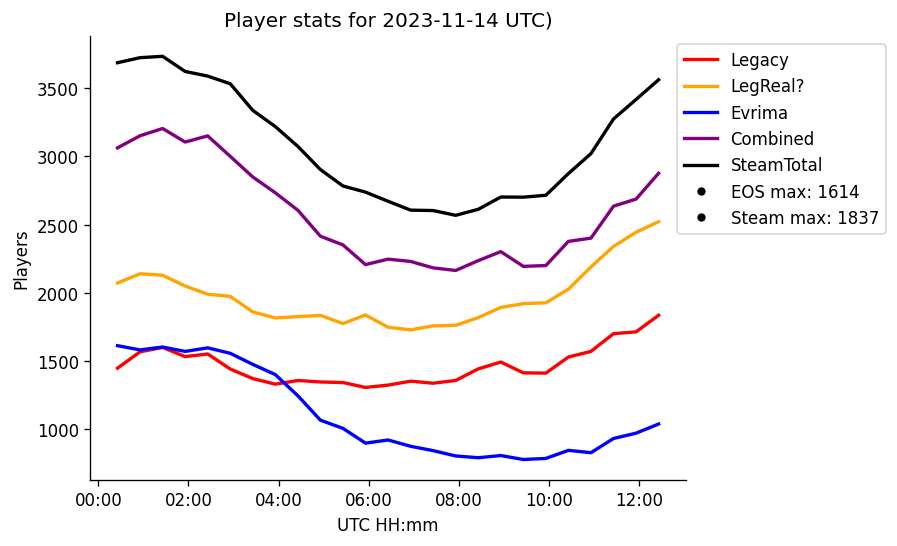 Player stats for 2023-11-14 UTC)
Players
3500
3000
2500
2000
1500
1000
00:00 02:00 04:00 06:00 08:00 10:00 12:00
UTC HH:mm
Legacy
LegReal?
Evrima
Combined
SteamTotal
EOS max: 1614
Steam max: 1837